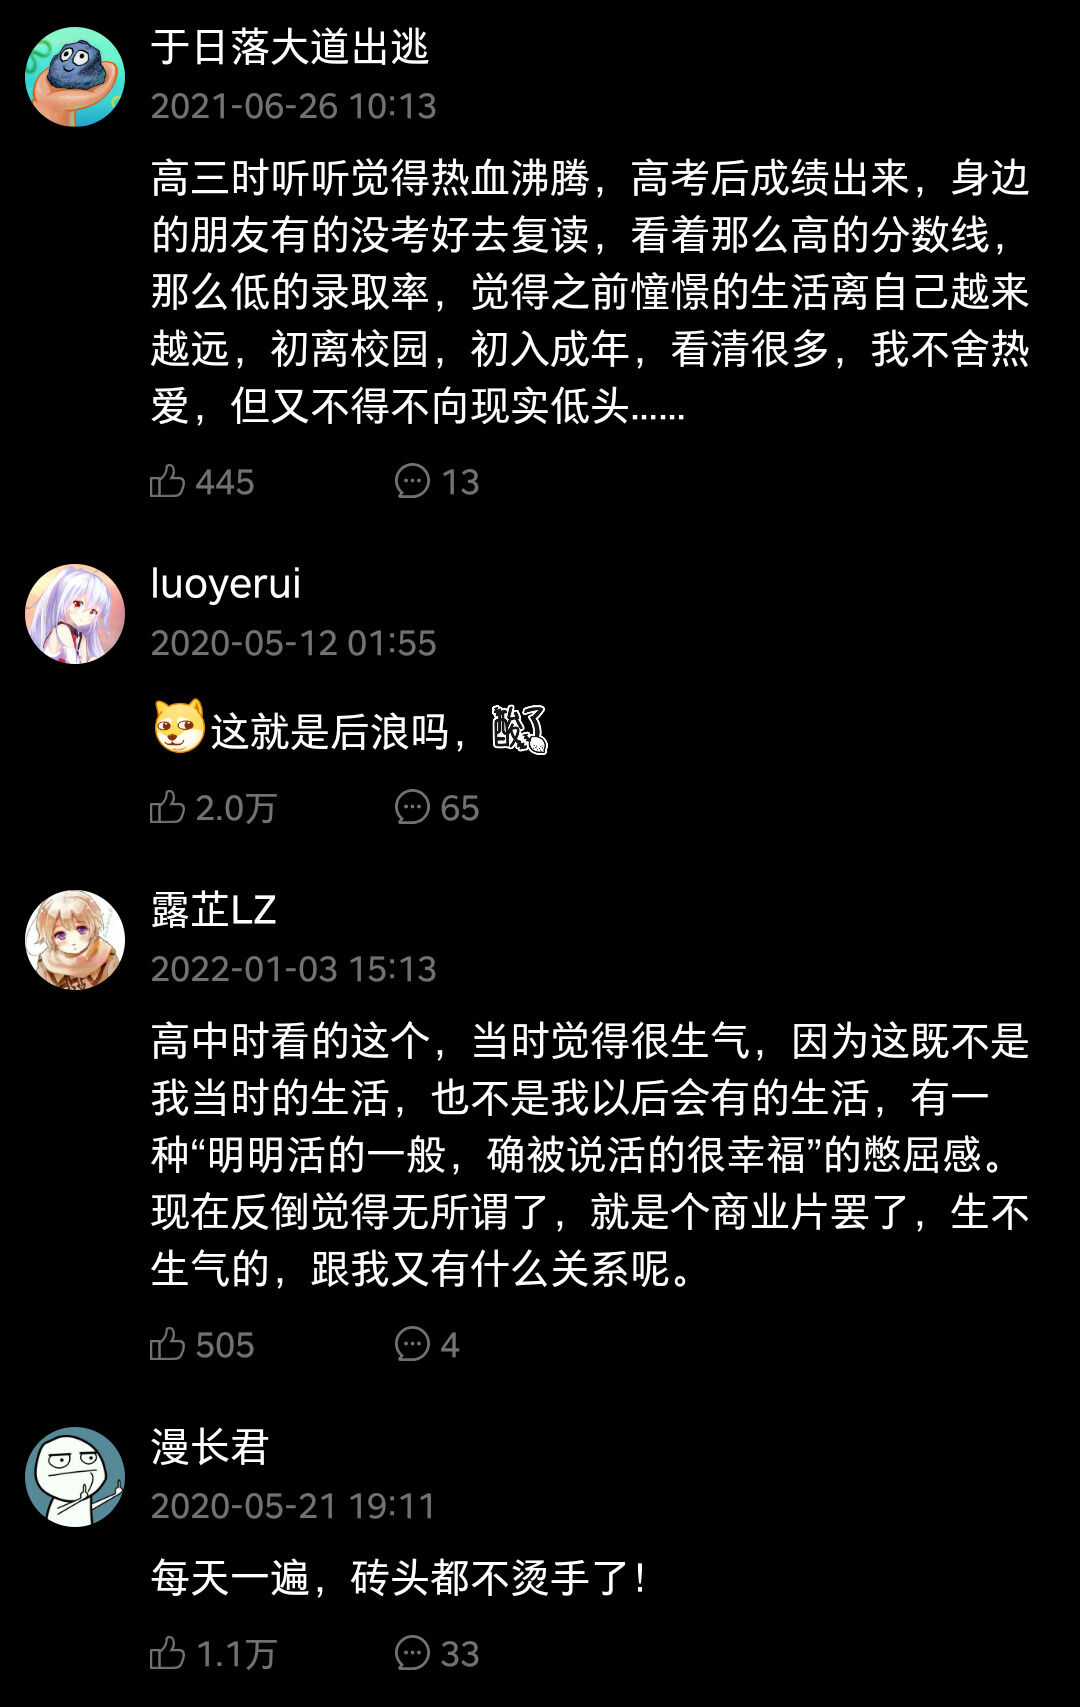 于日落大道出逃
2021-06-26 10:13
高三时听听觉得热血沸腾，高考后成绩出来，身边
的朋友有的没考好去复读，看着那么高的分数线，
那么低的录取率，觉得之前憧憬的生活离自己越来
越远，初离校园，初入成年，看清很多，我不舍热
爱，但又不得不向现实低头……
445 13
luoyerui
2020-05-12 01:55
这就是后浪吗，酸了
2.0万 65
露芷LZ
2022-01-03 15:13
高中时看的这个，当时觉得很生气，因为这既不是
我当时的生活，也不是我以后会有的生活，有一
种“明明活的一般，确被说活的很幸福”的憋屈感。
现在反倒觉得无所谓了，就是个商业片罢了，生不
生气的，跟我又有什么关系呢。
505 4
漫长君
2020-05-21 19:11
每天一遍，砖头都不烫手了！
1.1万 33